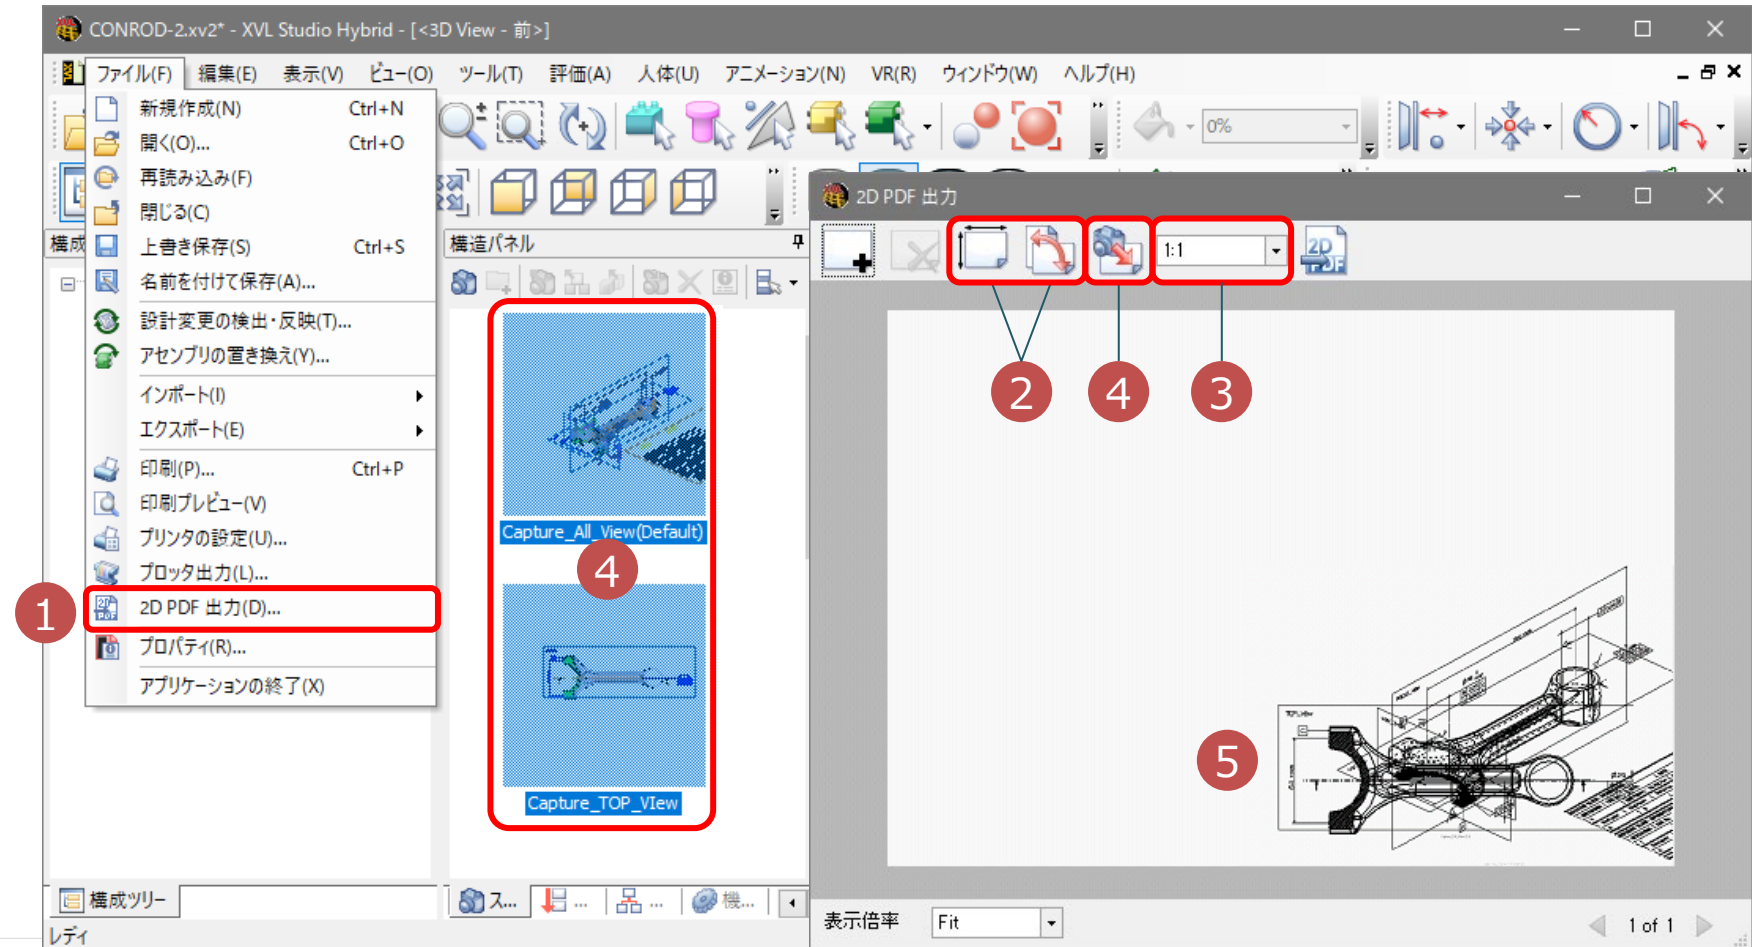 CONROD-2.xv2* - XVL Studio Hybrid - [<3D View - 前>]
ファイル(F) 編集(E) 表示(V) ビュー(O) ツール(T) 評価(A) 人体(U) アニメーション(N) VR(R) ウィンドウ(W) ヘルプ(H)
新規作成(N) Ctrl+N
開く(O)... Ctrl+O
再読み込み(F)
閉じる(C)
上書き保存(S) Ctrl+S
名前を付けて保存(A)...
設計変更の検出・反映(T)...
アセンブリの置き換え(Y)...
インポート(I)
エクスポート(E)
印刷(P)... Ctrl+P
印刷プレビュー(V)
プリンタの設定(U)...
プロッタ出力(L)...
1
2D PDF 出力(D)...
プロパティ(R)...
アプリケーションの終了(X)
0%
構成
構造パネル
Capture_All_View(Default)
4
Capture_TOP_VIew
2D PDF 出力
1:1
2D PDF
2
4
3
5
構成ツリー
ス...
...
...
機...
表示倍率 Fit
1 of 1
レディ